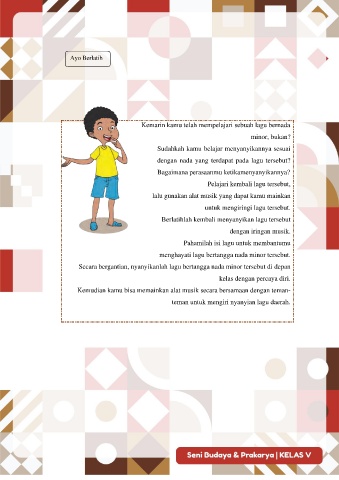 Ayo Berlatih
Kemarin kamu telah mempelajari sebuah lagu bernada
minor, bukan?
Sudahkah kamu belajar menyanyikannya sesuai
dengan nada yang terdapat pada lagu tersebut?
Bagaimana perasaanmu ketikamenyanyikannya?
Pelajari kembali lagu tersebut,
lalu gunakan alat musik yang dapat kamu mainkan
untuk mengiringi lagu tersebut.
Berlatihlah kembali menyanyikan lagu tersebut
dengan iringan musik.
Pahamilah isi lagu untuk membantumu
menghayati lagu bertangga nada minor tersebut.
Secara bergantian, nyanyikanlah lagu bertangga nada minor tersebut di depan
kelas dengan percaya diri.
Kemudian kamu bisa memainkan alat musik secara bersamaan dengan teman-
teman untuk mengiri nyanyian lagu daerah.
Seni Budaya & Prakarya | KELAS V